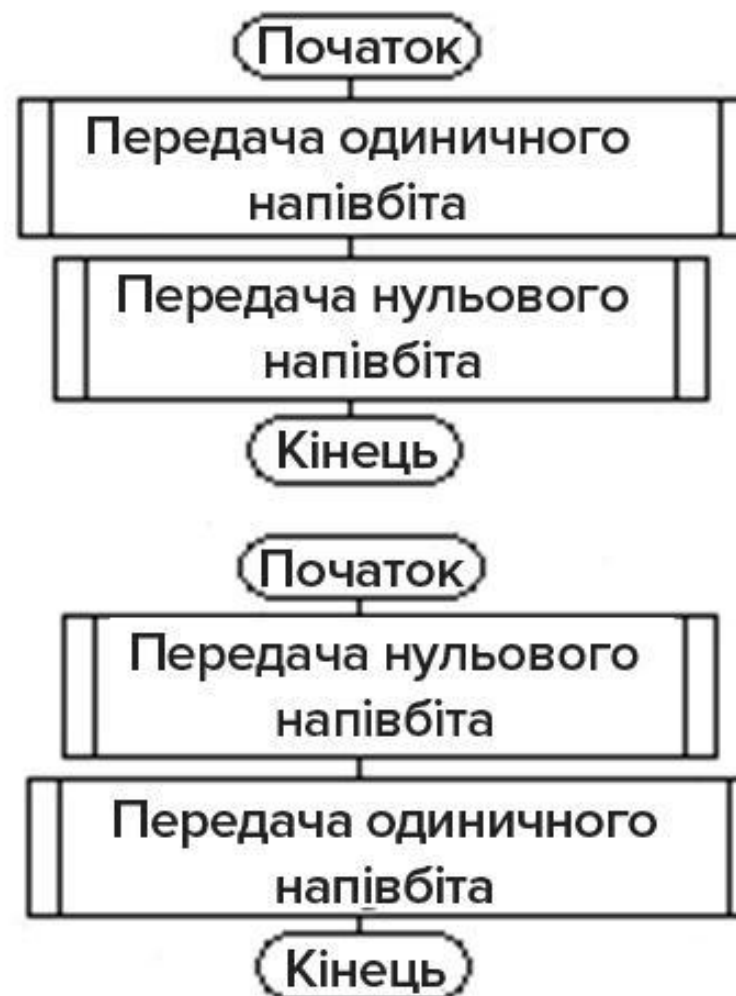 Початок
Передача одиничного
напівбіта
Передача нульового
напівбіта
Кінець
Початок
Передача нульового
напівбіта
Передача одиничного
напівбіта
Кінець